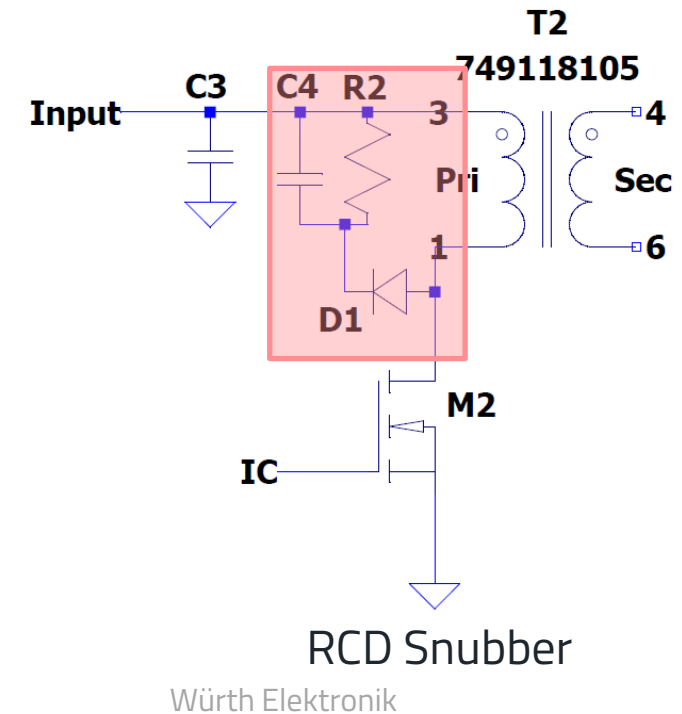 T2
749118105
C3 C4 R2
Input 3 4
Pri Sec
1 6
D1
M2
IC
RCD Snubber
Würth Elektronik